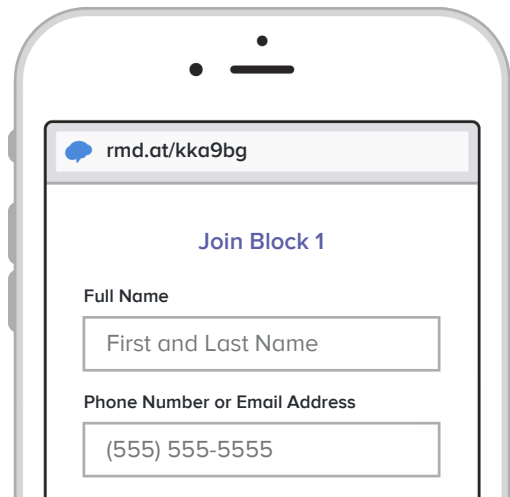 rmd.at/kka9bg
Join Block 1
Full Name
First and Last Name
Phone Number or Email Address
(555) 555-5555